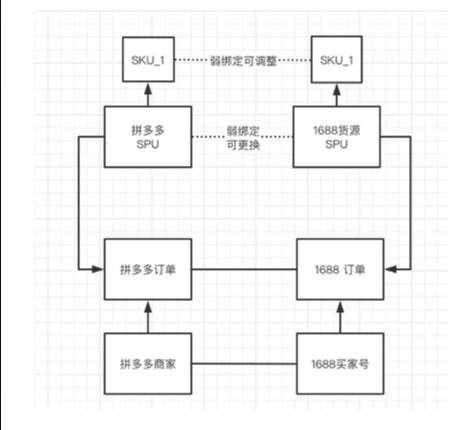 SKU_1
弱绑定可调整
SKU_1
拼多多
SPU
弱绑定
可更换
1688货源
SPU
拼多多订单
1688 订单
拼多多商家
1688买家号